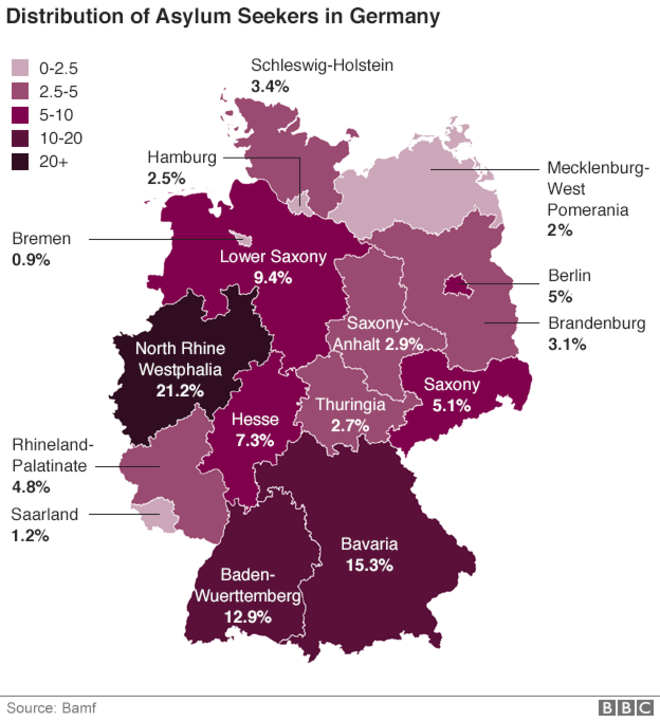 Distribution of Asylum Seekers in Germany
0-2.5
2.5-5
5-10
10-20
20+
Schleswig-Holstein
3.4%
Hamburg
2.5%
Mecklenburg-
West
Pomerania
2%
Bremen
0.9%
Lower Saxony
9.4%
Berlin
5%
Brandenburg
3.1%
Saxony-
Anhalt 2.9%
North Rhine
Westphalia
21.2%
Saxony
5.1%
Hesse
7.3%
Thuringia
2.7%
Rhineland-
Palatinate
4.8%
Saarland
1.2%
Bavaria
15.3%
Baden-
Wuerttemberg
12.9%
Source: Bamf
BBC